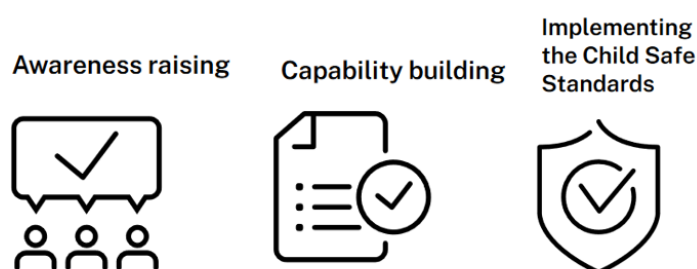 Awareness raising
Capability building
Implementing
the Child Safe
Standards